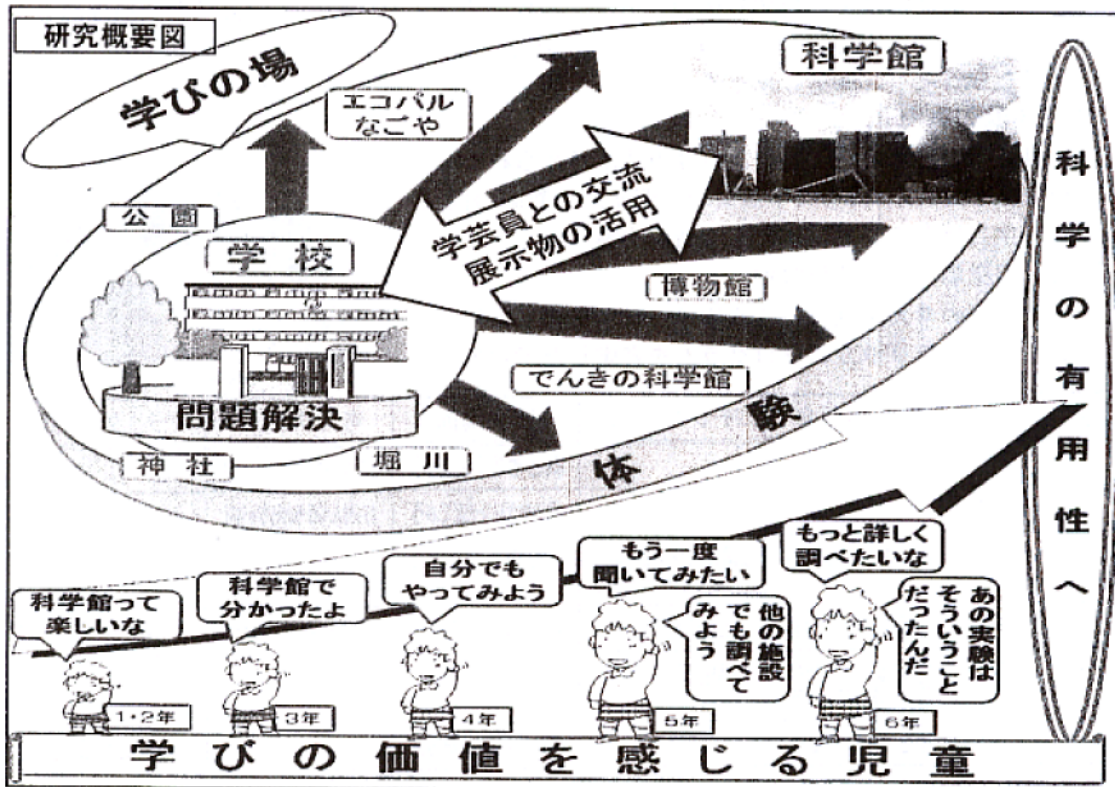 研究概要図
学びの場
科学館
エコパル
なごや
公園
学校
学芸員との交流
展示物の活用
博物館
でんきの科学館
問題解決
神社
堀川
体験
科学の有用性へ
科学館って
楽しいな
科学館で
分かったよ
自分でも
やってみよう
もう一度
聞いてみたい
他の施設
でも調べて
みよう
もっと詳しく
調べたいな
あの実験は
そういうこと
だったんだ
1・2年
3年
4年
5年
6年
学びの価値を感じる児童